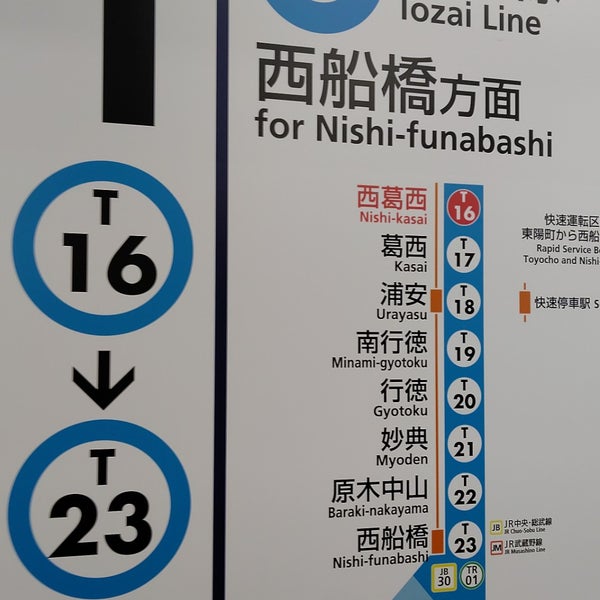 Tozai Line
西船橋方面
for Nishi-funabashi
T
16
T
23
西葛西
Nishi-kasai
T
16
葛西
Kasai
T
17
浦安
Urayasu
T
18
南行徳
Minami-gyotoku
T
19
行徳
Gyotoku
T
20
妙典
Myoden
T
21
原木中山
Baraki-nakayama
T
22
西船橋
Nishi-funabashi
T
23
JB
30
TR
01
JB JR中央・総武線
JR Chuo-Sobu Line
JM JR武蔵野線
JR Musashino Line
快速運転区
東陽町から西船
Rapid Service
Toyocho and Nishi-
快速停車駅 S